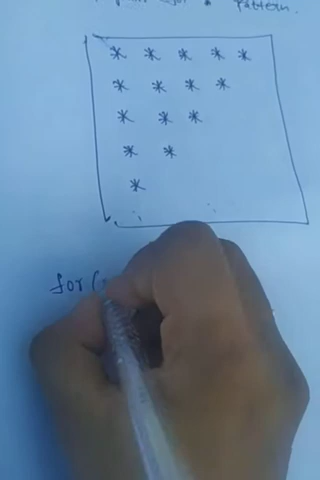 pattern.
* * * * *
* * * *
* * *
* *
*
for (